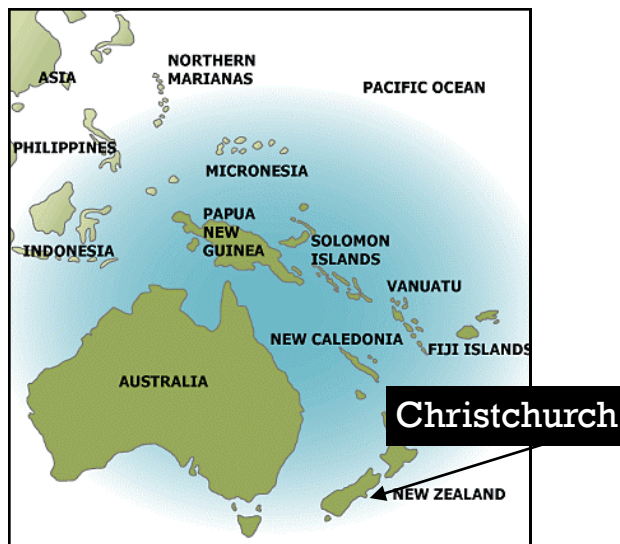 NORTHERN
MARIANAS
ASIA
PACIFIC OCEAN
PHILIPPINES
MICRONESIA
PAPUA
NEW
GUINEA
INDONESIA
SOLOMON
ISLANDS
VANUATU
NEW CALEDONIA
FIJI ISLANDS
AUSTRALIA
Christchurch
NEW ZEALAND